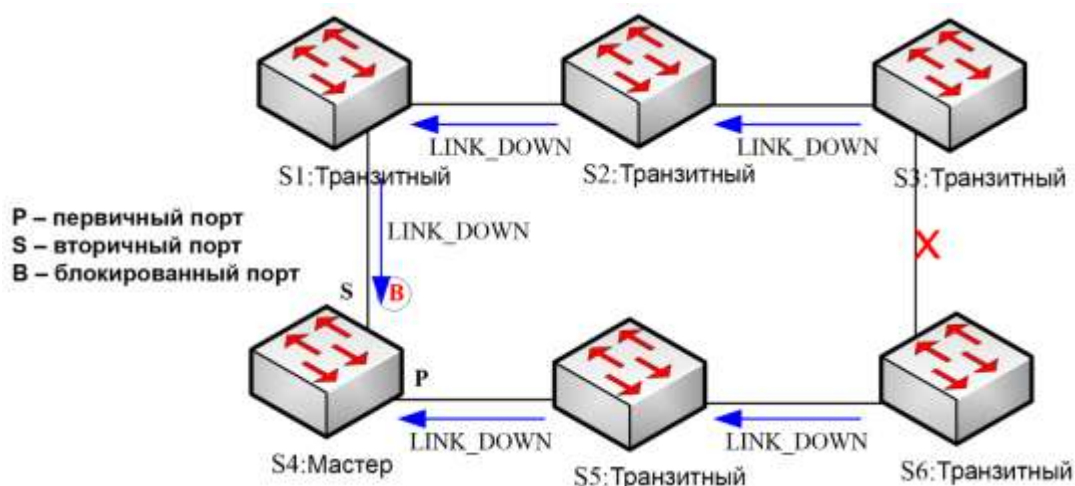 LINK_DOWN
LINK_DOWN
S1:Транзитный
S2:Транзитный
S3:Транзитный
P – первичный порт
S – вторичный порт
B – блокированный порт
LINK_DOWN
S
B
P
LINK_DOWN
LINK_DOWN
S4:Мастер
S5:Транзитный
S6:Транзитный